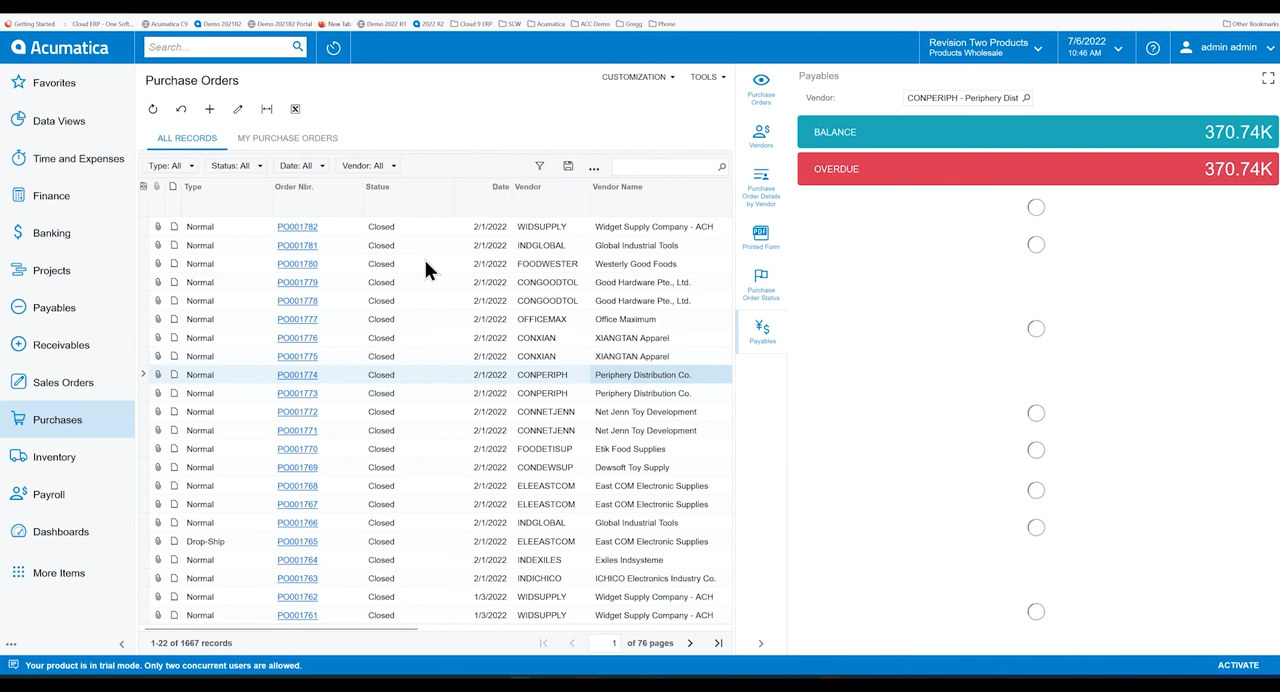 Getting Started Cloud ERP - One Soft... Acumatica C9 Demo 2021R2 Demo 2021R2 Portal New Tab Demo 2022 R1 2022 R2 Cloud 9 ERP SCW Acumatica ACC Demo Gregg Phone Other Bookmarks
Acumatica Search... Revision Two Products Products Wholesale 7/6/2022 10:46 AM admin admin
Favorites
Data Views
Time and Expenses
Finance
Banking
Projects
Payables
Receivables
Sales Orders
Purchases
Inventory
Payroll
Dashboards
More Items
Purchase Orders CUSTOMIZATION TOOLS
ALL RECORDS MY PURCHASE ORDERS
Type: All Status: All Date: All Vendor: All ...
Type Order Nbr. Status Date Vendor Vendor Name
Normal PO001782 Closed 2/1/2022 WIDSUPPLY Widget Supply Company - ACH
Normal PO001781 Closed 2/1/2022 INDGLOBAL Global Industrial Tools
Normal PO001780 Closed 2/1/2022 FOODWESTER Westerly Good Foods
Normal PO001779 Closed 2/1/2022 CONGOODTOL Good Hardware Pte., Ltd.
Normal PO001778 Closed 2/1/2022 CONGOODTOL Good Hardware Pte., Ltd.
Normal PO001777 Closed 2/1/2022 OFFICEMAX Office Maximum
Normal PO001776 Closed 2/1/2022 CONXIAN XIANGTAN Apparel
Normal PO001775 Closed 2/1/2022 CONXIAN XIANGTAN Apparel
Normal PO001774 Closed 2/1/2022 CONPERIPH Periphery Distribution Co.
Normal PO001773 Closed 2/1/2022 CONPERIPH Periphery Distribution Co.
Normal PO001772 Closed 2/1/2022 CONNETJENN Net Jenn Toy Development
Normal PO001771 Closed 2/1/2022 CONNETJENN Net Jenn Toy Development
Normal PO001770 Closed 2/1/2022 FOODETISUP Etik Food Supplies
Normal PO001769 Closed 2/1/2022 CONDEWSUP Dewsoft Toy Supply
Normal PO001768 Closed 2/1/2022 ELEEASTCOM East COM Electronic Supplies
Normal PO001767 Closed 2/1/2022 ELEEASTCOM East COM Electronic Supplies
Normal PO001766 Closed 2/1/2022 INDGLOBAL Global Industrial Tools
Drop-Ship PO001765 Closed 2/1/2022 ELEEASTCOM East COM Electronic Supplies
Normal PO001764 Closed 2/1/2022 INDEXILES Exiles Indsysteme
Normal PO001763 Closed 2/1/2022 INDICHICO ICHICO Electronics Industry Co.
Normal PO001762 Closed 1/3/2022 WIDSUPPLY Widget Supply Company - ACH
Normal PO001761 Closed 1/3/2022 WIDSUPPLY Widget Supply Company - ACH
1-22 of 1667 records 1 of 76 pages
Purchase
Orders
Vendors
Purchase
Order Details
by Vendor
PDF
Printed Form
Purchase
Order Status
¥$
Payables
Payables
Vendor: CONPERIPH - Periphery Dist
BALANCE 370.74K
OVERDUE 370.74K
Your product is in trial mode. Only two concurrent users are allowed. ACTIVATE